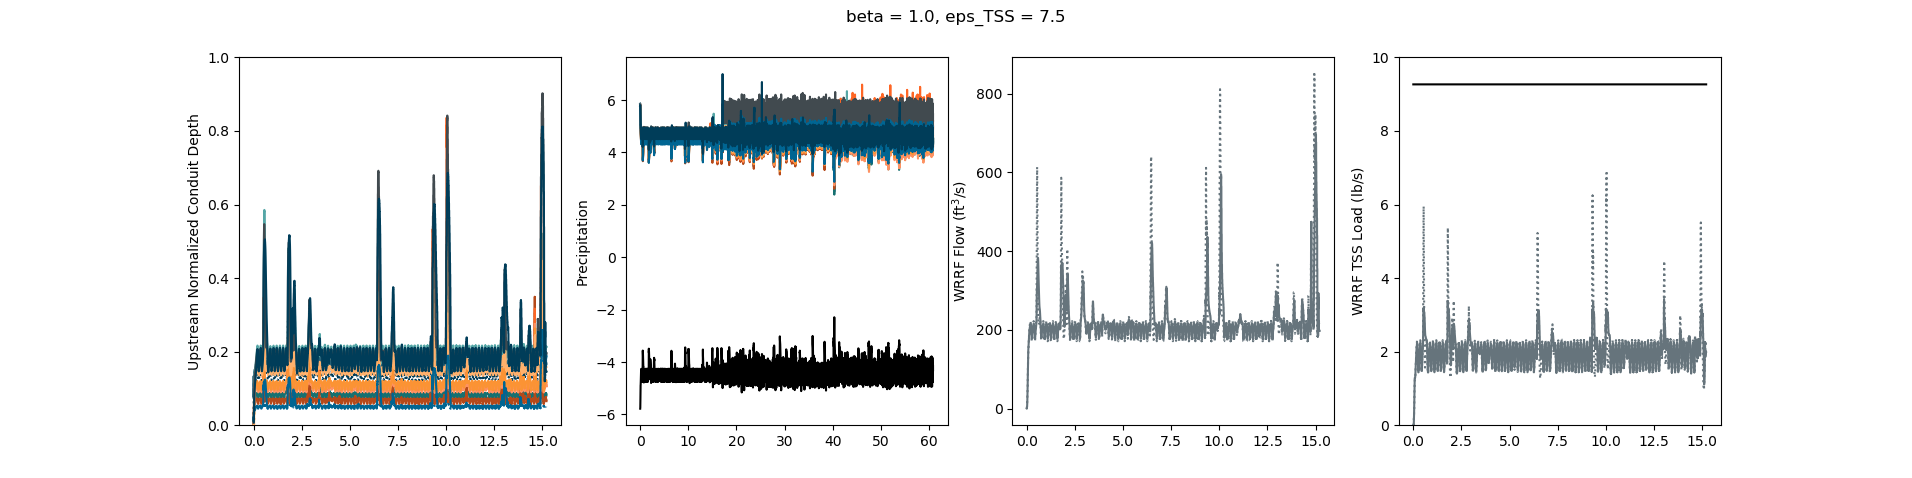 beta = 1.0, eps_TSS = 7.5
Upstream Normalized Conduit Depth
1.0
0.8
0.6
0.4
0.2
0.0
0.0 2.5 5.0 7.5 10.0 12.5 15.0
Precipitation
6
4
2
0
−2
−4
−6
0 10 20 30 40 50 60
WRRF Flow (ft³/s)
800
600
400
200
0
0.0 2.5 5.0 7.5 10.0 12.5 15.0
WRRF TSS Load (lb/s)
10
8
6
4
2
0
0.0 2.5 5.0 7.5 10.0 12.5 15.0